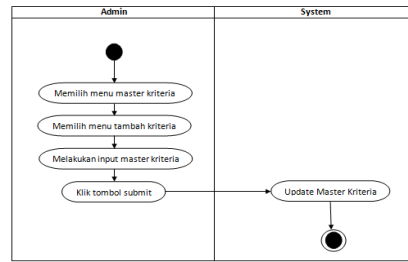 Admin
System
Memilih menu master kriteria
Memilih menu tambah kriteria
Melakukan input master kriteria
Klik tombol submit
Update Master Kriteria